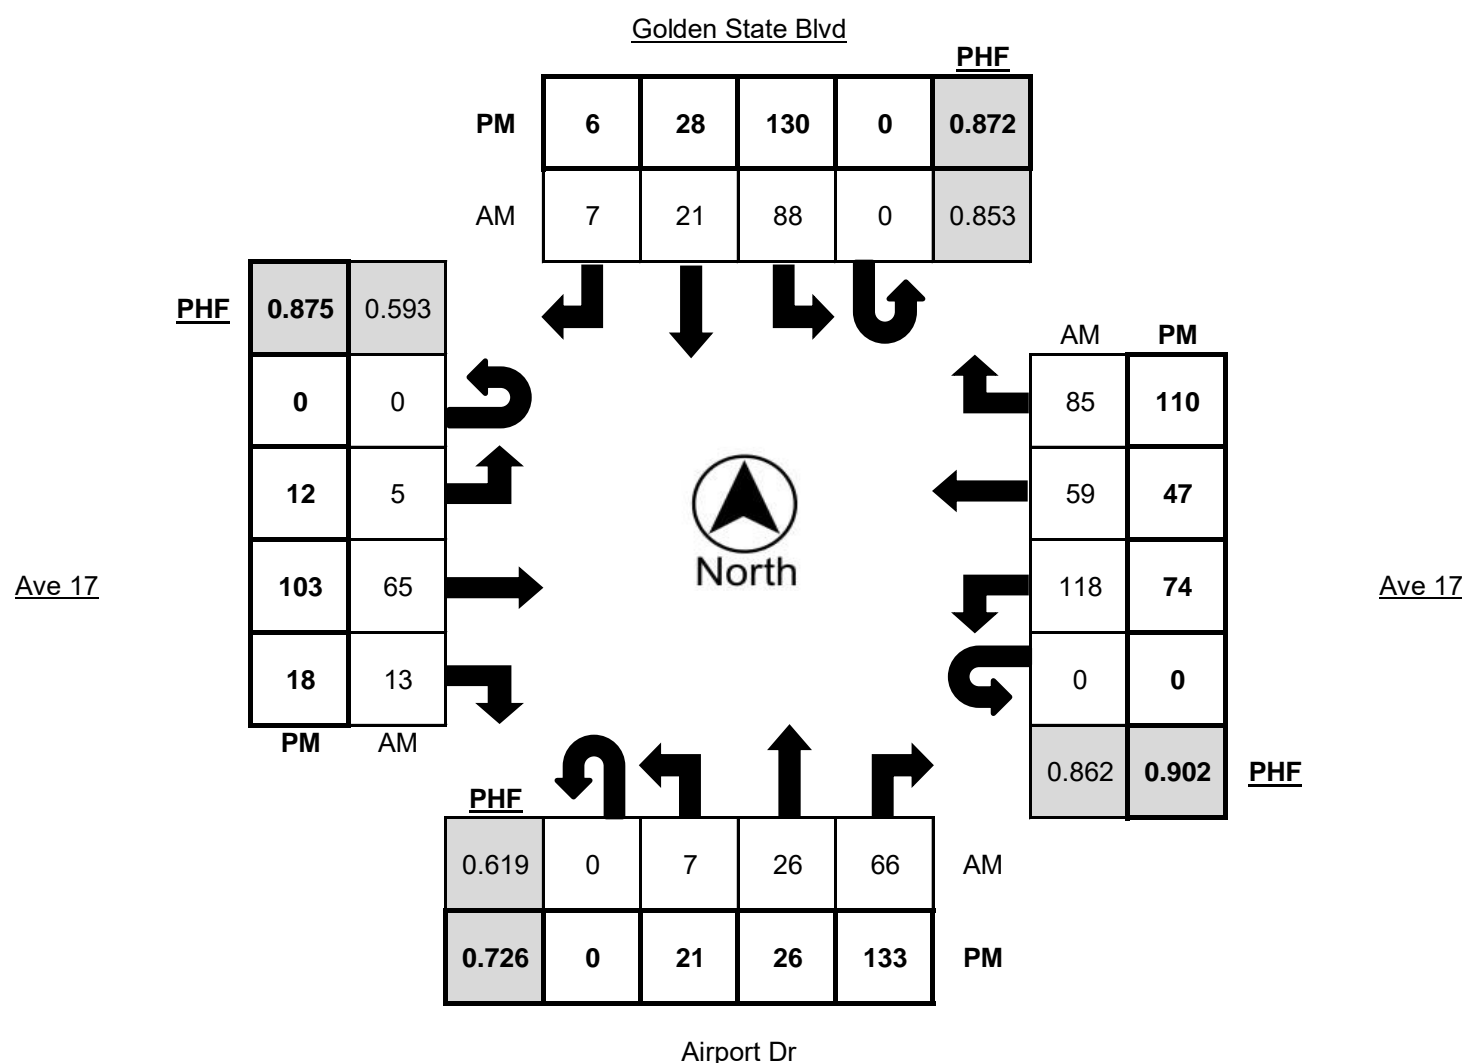 Golden State Blvd
PHF
PM 6 28 130 0 0.872
AM 7 21 88 0 0.853
PHF 0.875 0.593
AM PM
0 0 85 110
12 5 59 47
North
Ave 17 103 65 118 74 Ave 17
18 13 0 0
PM AM
0.862 0.902 PHF
PHF
0.619 0 7 26 66 AM
0.726 0 21 26 133 PM
Airport Dr